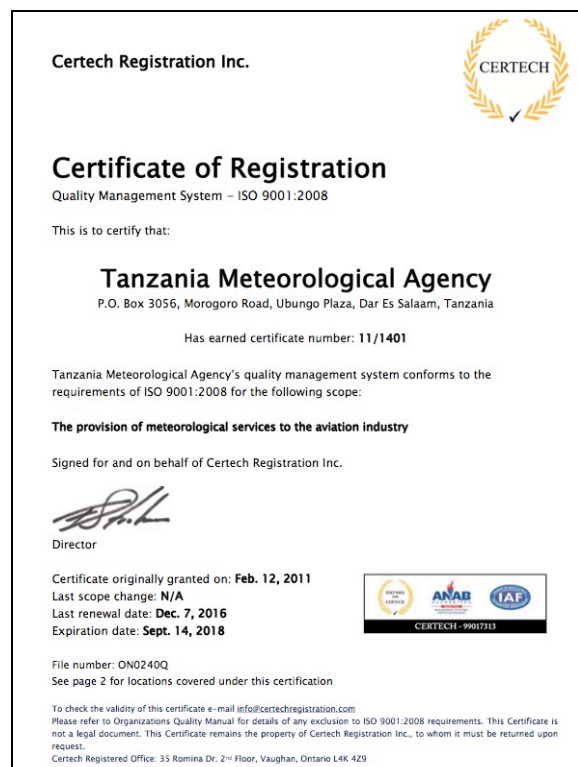 Certech Registration Inc.
CERTECH
Certificate of Registration
Quality Management System – ISO 9001:2008
This is to certify that:
Tanzania Meteorological Agency
P.O. Box 3056, Morogoro Road, Ubungo Plaza, Dar Es Salaam, Tanzania
Has earned certificate number: 11/1401
Tanzania Meteorological Agency's quality management system conforms to the
requirements of ISO 9001:2008 for the following scope:
The provision of meteorological services to the aviation industry
Signed for and on behalf of Certech Registration Inc.
Director
Certificate originally granted on: Feb. 12, 2011
Last scope change: N/A
Last renewal date: Dec. 7, 2016
Expiration date: Sept. 14, 2018
ANAB
IAF
CERTECH - 99017313
File number: ON0240Q
See page 2 for locations covered under this certification
To check the validity of this certificate e-mail info@certechregistration.com
Please refer to Organizations Quality Manual for details of any exclusion to ISO 9001:2008 requirements. This Certificate is
not a legal document. This Certificate remains the property of Certech Registration Inc., to whom it must be returned upon
request.
Certech Registered Office: 35 Romina Dr. 2nd Floor, Vaughan, Ontario L4K 4Z9